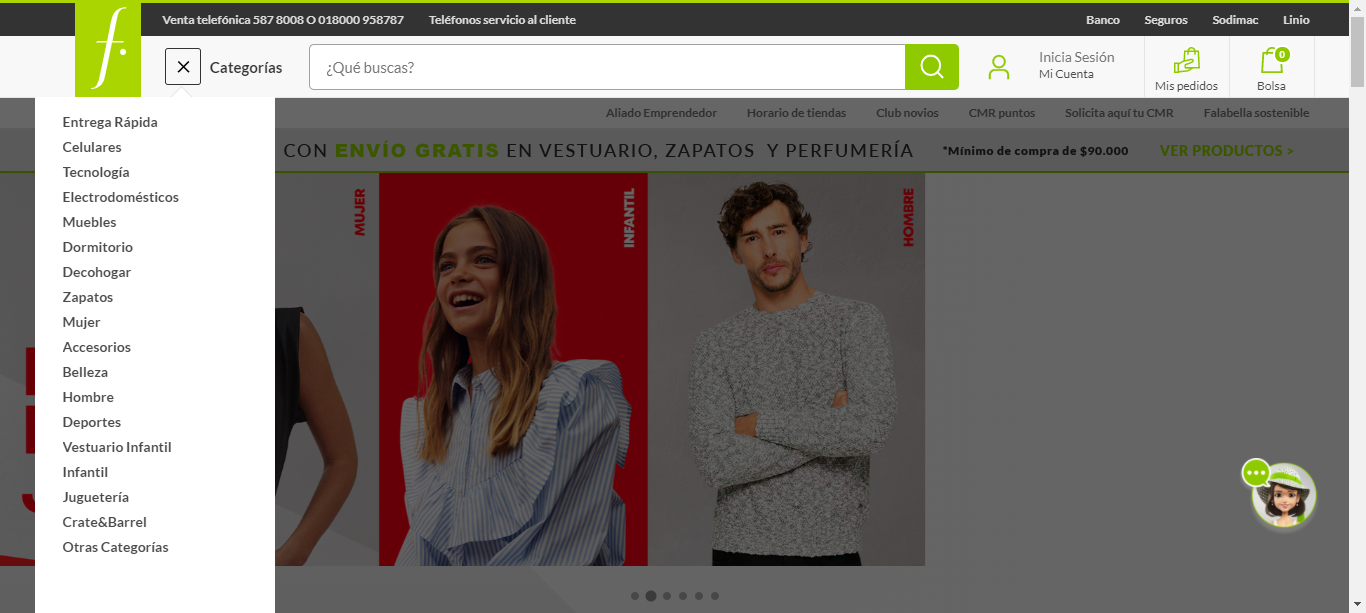 Venta telefónica 587 8008 O 018000 958787 Teléfonos servicio al cliente Banco Seguros Sodimac Linio
f.
Categorías ¿Qué buscas? Inicia Sesión
Mi Cuenta
Mis pedidos
0
Bolsa
Aliado Emprendedor Horario de tiendas Club novios CMR puntos Solicita aquí tu CMR Falabella sostenible
CON ENVÍO GRATIS EN VESTUARIO, ZAPATOS Y PERFUMERÍA *Mínimo de compra de $90.000 VER PRODUCTOS >
Entrega Rápida
Celulares
Tecnología
Electrodomésticos
Muebles
Dormitorio
Decohogar
Zapatos
Mujer
Accesorios
Belleza
Hombre
Deportes
Vestuario Infantil
Infantil
Juguetería
Crate&Barrel
Otras Categorías
MUJER
INFANTIL
HOMBRE